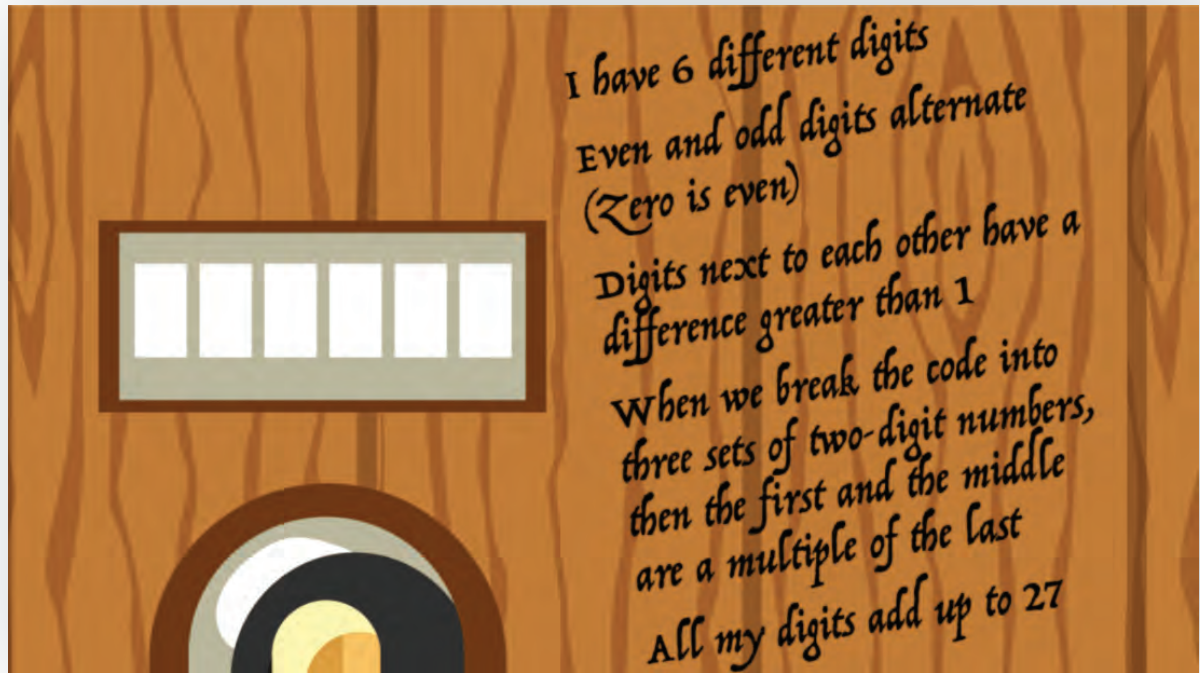 I have 6 different digits
Even and odd digits alternate
(Zero is even)
Digits next to each other have a
difference greater than 1
When we break the code into
three sets of two-digit numbers,
then the first and the middle
are a multiple of the last
All my digits add up to 27